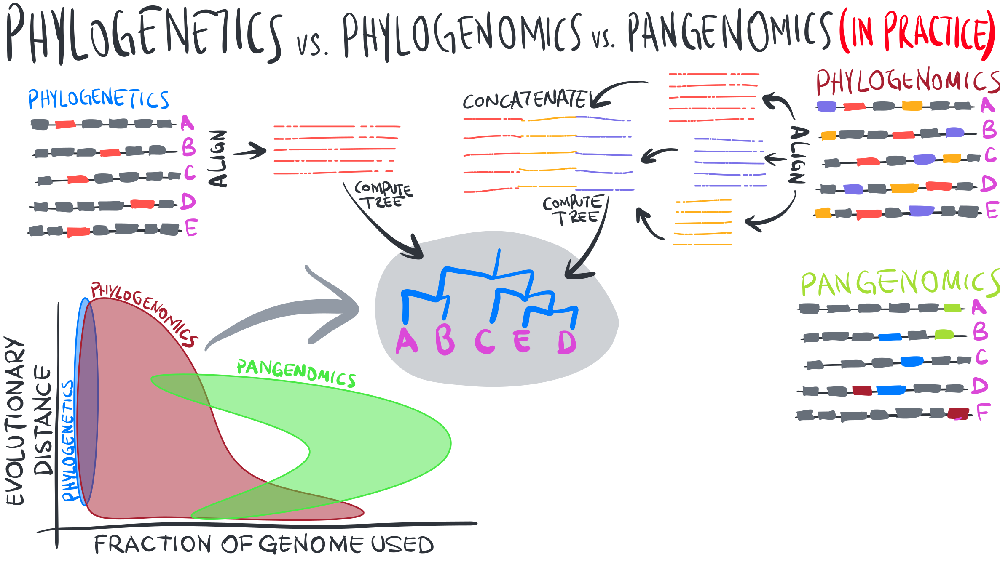 PHYLOGENETICS vs. PHYLOGENOMICS vs. PANGENOMICS (IN PRACTICE)
PHYLOGENETICS
A
B
C
D
E
ALIGN
COMPUTE
TREE
CONCATENATE
COMPUTE
TREE
ALIGN
PHYLOGENOMICS
A
B
C
D
E
A B C E D
EVOLUTIONARY
DISTANCE
PHYLOGENETICS
PHYLOGENOMICS
PANGENOMICS
FRACTION OF GENOME USED
PANGENOMICS
A
B
C
D
F